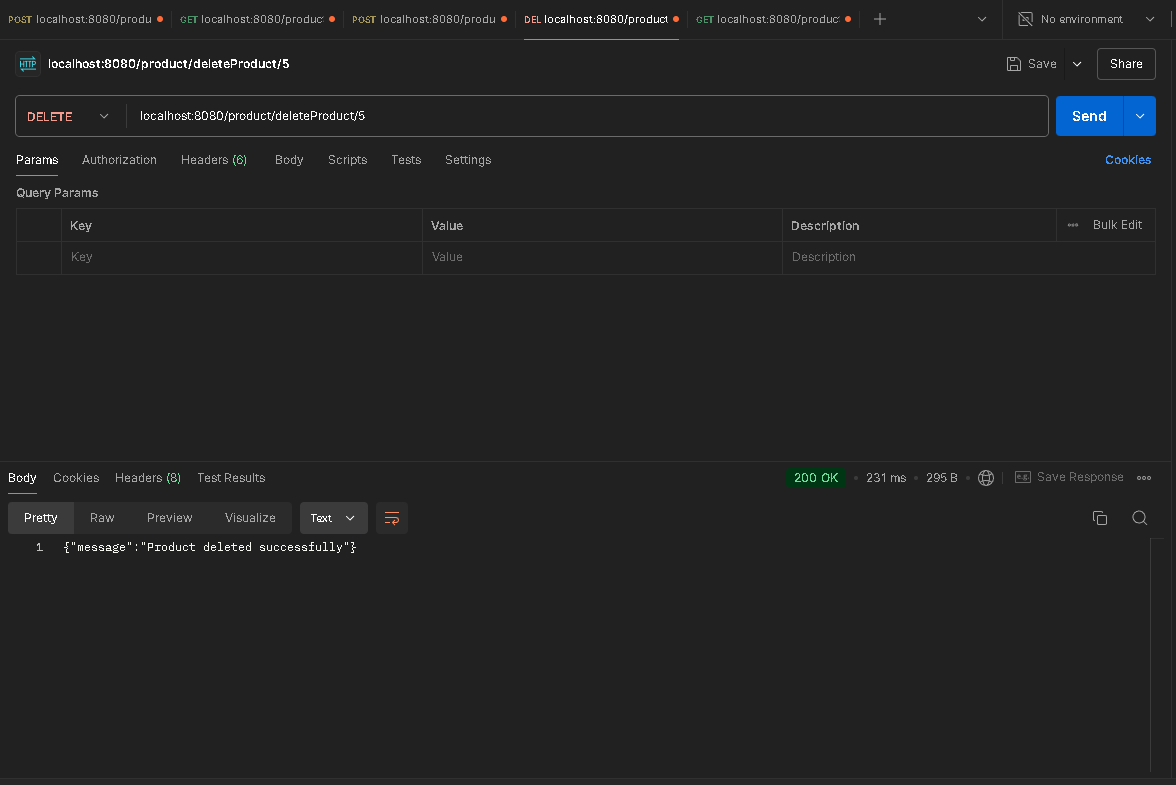 POST localhost:8080/produ GET localhost:8080/produc POST localhost:8080/produ DEL localhost:8080/product GET localhost:8080/produc No environment
HTTP localhost:8080/product/deleteProduct/5 Save Share
DELETE localhost:8080/product/deleteProduct/5 Send
Params Authorization Headers (6) Body Scripts Tests Settings Cookies
Query Params
Key Value Description Bulk Edit
Key Value Description
Body Cookies Headers (8) Test Results 200 OK 231 ms 295 B e.g. Save Response
Pretty Raw Preview Visualize Text
1 {"message":"Product deleted successfully"}